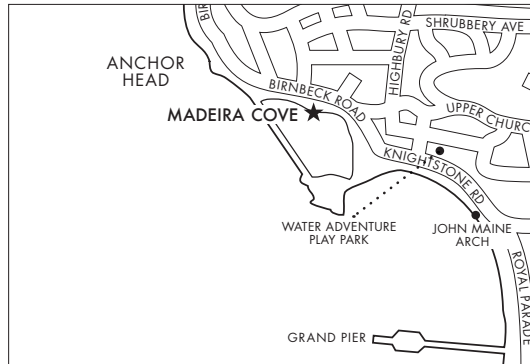 BIR
SHRUBBERY AVE
HIGHBURY RD
ANCHOR
HEAD
BIRNBECK ROAD
MADEIRA COVE
UPPER CHURC
KNIGHTSTONE RD
WATER ADVENTURE
PLAY PARK
JOHN MAINE
ARCH
ROYAL PARADE
GRAND PIER